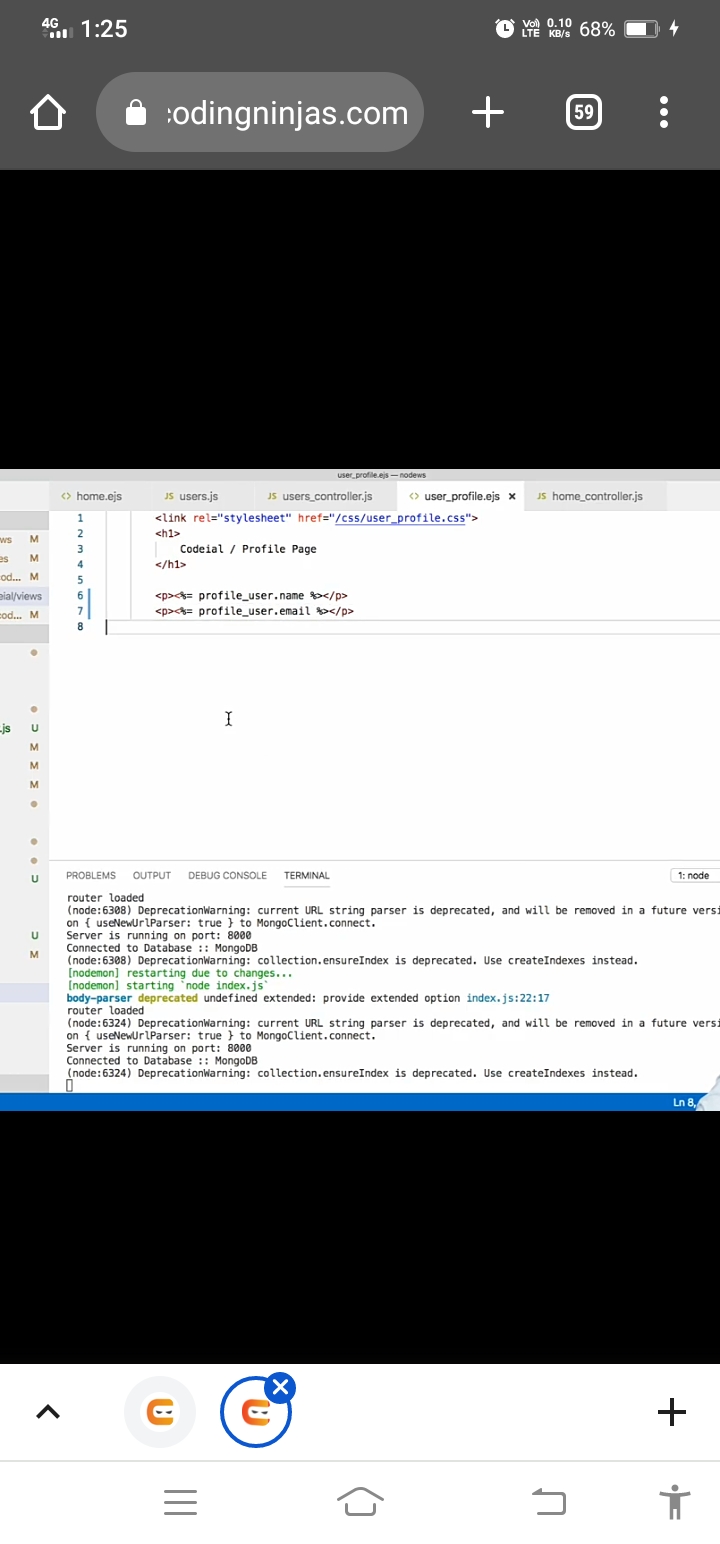 4G 1:25 Vo) LTE 0.10 KB/s 68%
codingninjas.com 59
user_profile.ejs — nodews
home.ejs JS users.js JS users_controller.js user_profile.ejs × JS home_controller.js
1 <link rel="stylesheet" href="/css/user_profile.css">
2 <h1>
ws M 3 Codeial / Profile Page
es M 4 </h1>
cod... M 5
eial/views 6 <p><%= profile_user.name %></p>
cod... M 7 <p><%= profile_user.email %></p>
8
.js U
M
M
M
U
U
M
PROBLEMS OUTPUT DEBUG CONSOLE TERMINAL 1: node
router loaded
(node:6308) DeprecationWarning: current URL string parser is deprecated, and will be removed in a future versi
on { useNewUrlParser: true } to MongoClient.connect.
Server is running on port: 8000
Connected to Database :: MongoDB
(node:6308) DeprecationWarning: collection.ensureIndex is deprecated. Use createIndexes instead.
[nodemon] restarting due to changes...
[nodemon] starting `node index.js`
body-parser deprecated undefined extended: provide extended option index.js:22:17
router loaded
(node:6324) DeprecationWarning: current URL string parser is deprecated, and will be removed in a future versi
on { useNewUrlParser: true } to MongoClient.connect.
Server is running on port: 8000
Connected to Database :: MongoDB
(node:6324) DeprecationWarning: collection.ensureIndex is deprecated. Use createIndexes instead.
Ln 8,